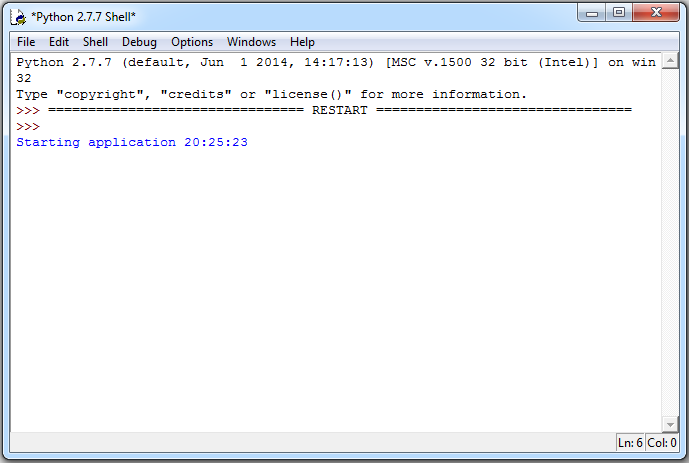 *Python 2.7.7 Shell*
File Edit Shell Debug Options Windows Help
Python 2.7.7 (default, Jun  1 2014, 14:17:13) [MSC v.1500 32 bit (Intel)] on win
32
Type "copyright", "credits" or "license()" for more information.
>>> ================================ RESTART ================================
>>>
Starting application 20:25:23
Ln: 6 Col: 0